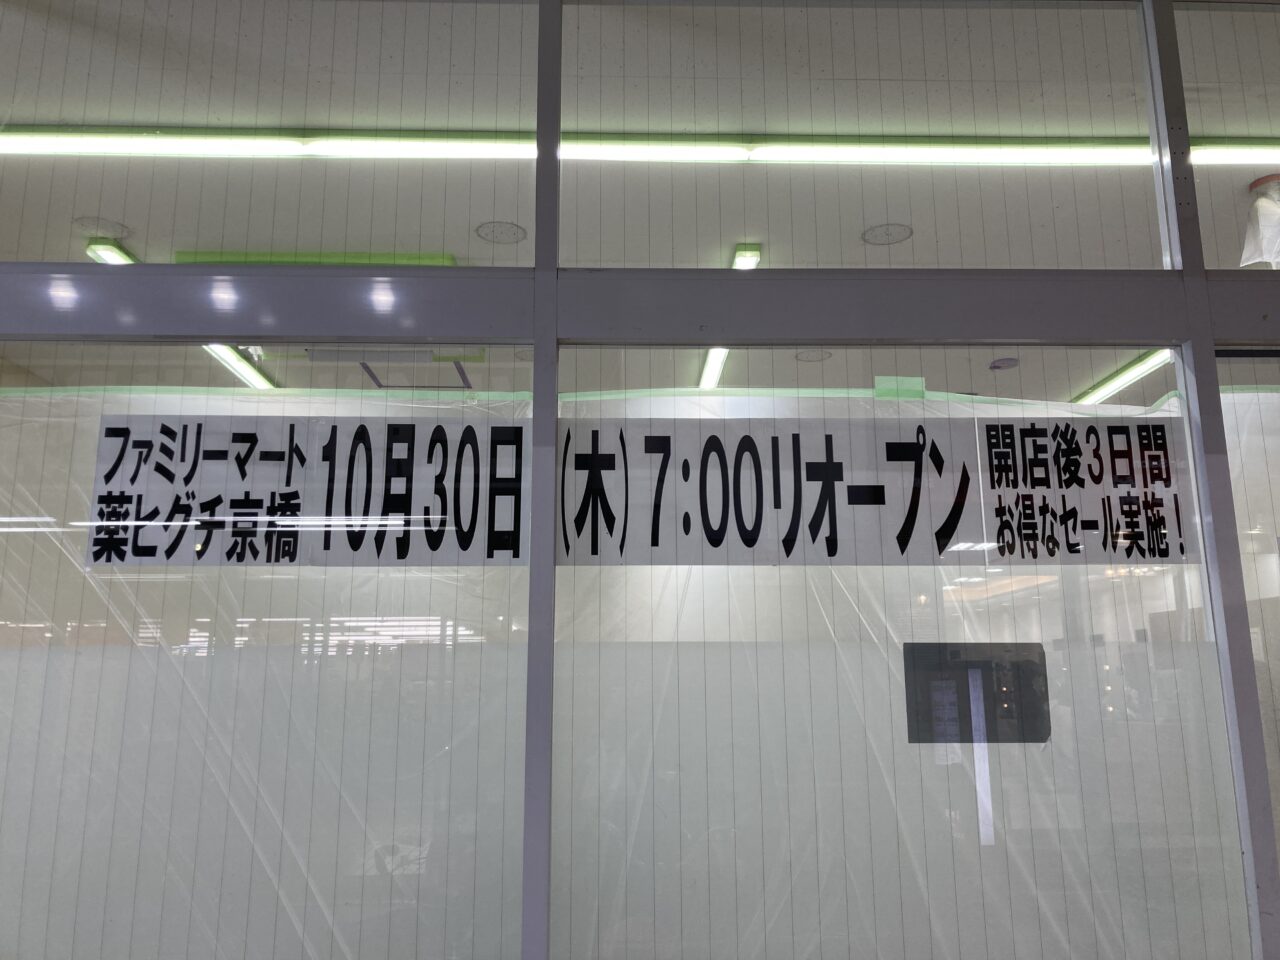 ファミリーマート
薬ヒグチ京橋
10月30日(木)7:00リオープン
開店後3日間
お得なセール実施!